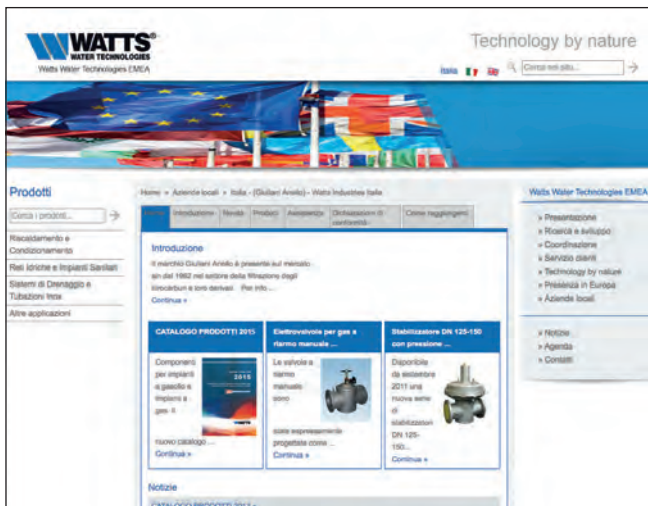 WATTS®
WATER TECHNOLOGIES
Watts Water Technologies EMEA
Technology by nature
Italia
Cerca nel sito...
Prodotti
Cerca i prodotti...
Riscaldamento e
Condizionamento
Reti Idriche e Impianti Sanitari
Sistemi di Drenaggio e
Tubazioni Inox
Altre applicazioni
Home » Aziende locali » Italia - (Giuliani Anello) - Watts Industries Italia
Home
Introduzione
Novità
Prodotti
Assistenza
Dichiarazioni di
conformità -
Come raggiungerci
Introduzione
Il marchio Giuliani Anello è presente sul mercato
sin dal 1962 nel settore della filtrazione degli
idrocarburi e loro derivati. Per info ...
Continua »
CATALOGO PRODOTTI 2015
Componenti
per impianti
a gasolio e
impianti a
gas. Il
nuovo catalogo ...
Continua »
2015
WATTS
Elettrovalvole per gas a
riarmo manuale ...
Le valvole a
riarmo
manuale
sono
state espressamente
progettate come ...
Continua »
Stabilizzatore DN 125-150
con pressione ...
Disponibile
da settembre
2011 una
nuova serie
di
stabilizzatori
DN 125-
150...
Continua »
Notizie
Watts Water Technologies EMEA
» Presentazione
» Ricerca e sviluppo
» Coordinazione
» Servizio clienti
» Technology by nature
» Presenza in Europa
» Aziende locali
» Notizie
» Agenda
» Contatti